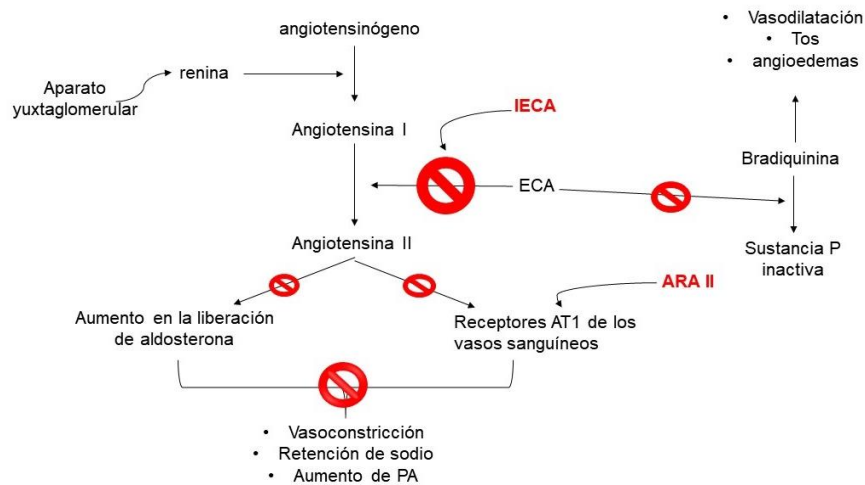 angiotensinógeno
• Vasodilatación
• Tos
• angioedemas
renina
Aparato
yuxtaglomerular
IECA
Angiotensina I
Bradiquinina
ECA
Angiotensina II
Sustancia P
inactiva
ARA II
Aumento en la liberación
de aldosterona
Receptores AT1 de los
vasos sanguíneos
• Vasoconstricción
• Retención de sodio
• Aumento de PA